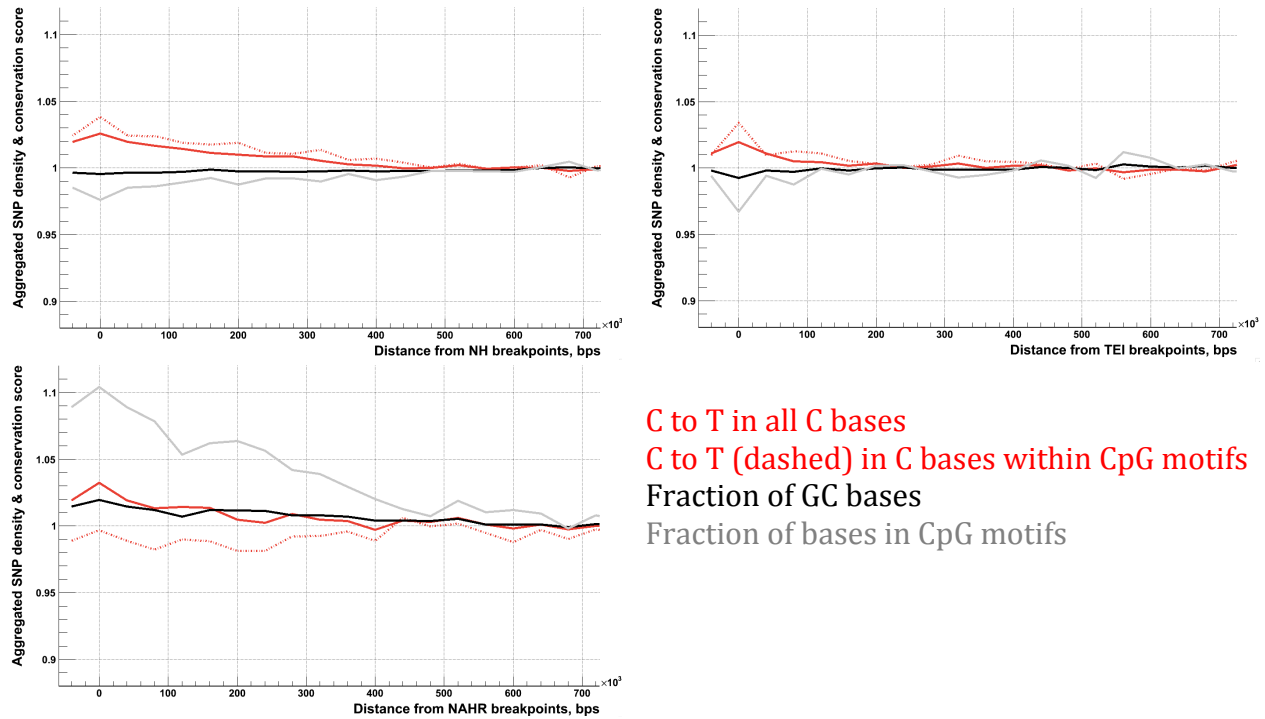 Aggregated SNP density & conservation score
1.1
1.05
1
0.95
0.9
0 100 200 300 400 500 600 700
×10³
Distance from NH breakpoints, bps
Aggregated SNP density & conservation score
1.1
1.05
1
0.95
0.9
0 100 200 300 400 500 600 700
×10³
Distance from TEI breakpoints, bps
Aggregated SNP density & conservation score
1.1
1.05
1
0.95
0.9
0 100 200 300 400 500 600 700
×10³
Distance from NAHR breakpoints, bps
C to T in all C bases
C to T (dashed) in C bases within CpG motifs
Fraction of GC bases
Fraction of bases in CpG motifs